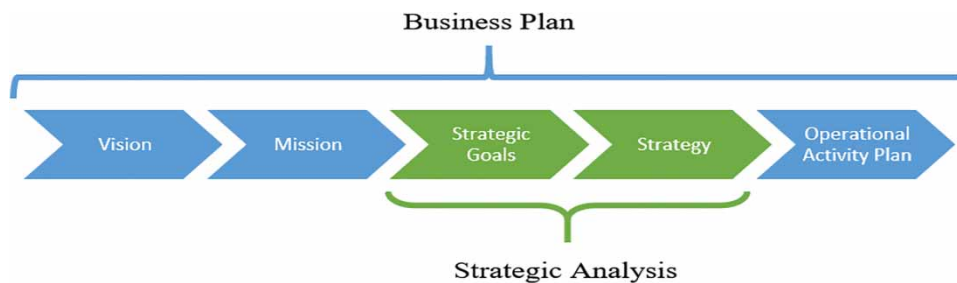 Business Plan
Vision
Mission
Strategic
Goals
Strategy
Operational
Activity Plan
Strategic Analysis